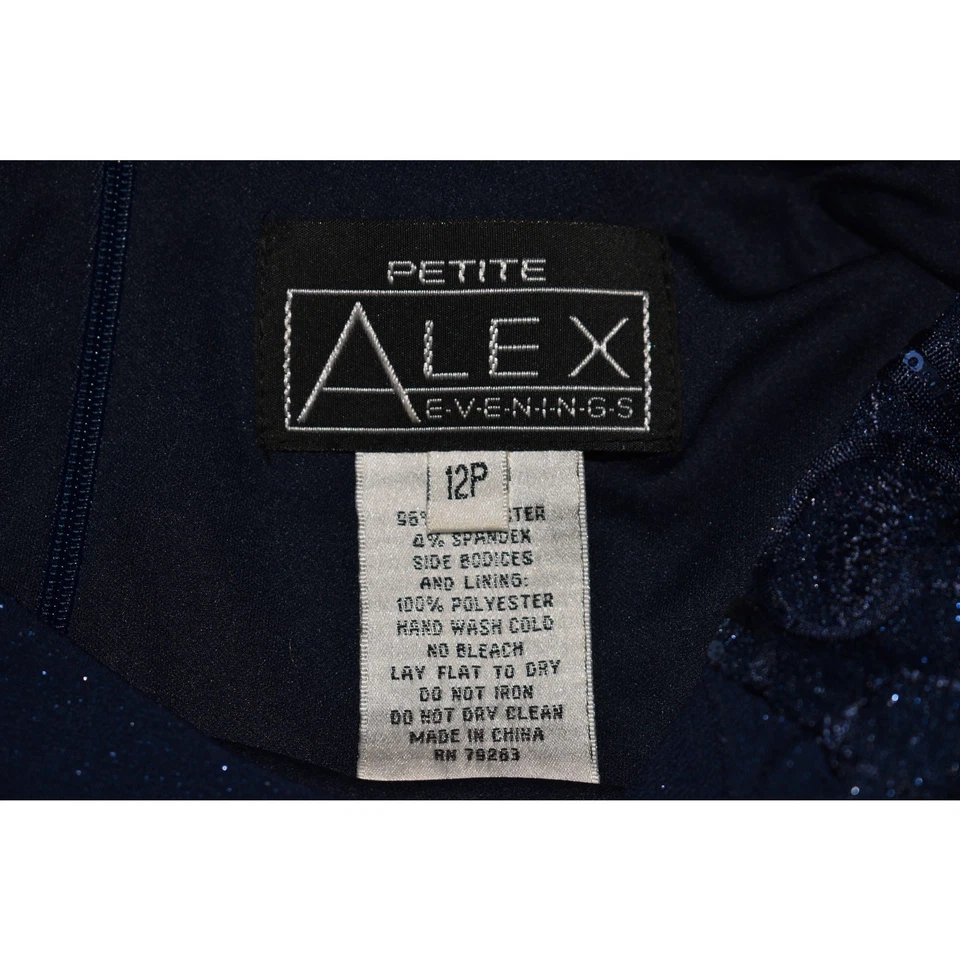 PETITE
ALEX
E-V-E-N-I-N-G-S
12P
TER
4% SPANDEX
SIDE BODICES
AND LINING:
100% POLYESTER
HAND WASH COLD
NO BLEACH
LAY FLAT TO DRY
DO NOT IRON
DO NOT DRY CLEAN
MADE IN CHINA
RN 79263